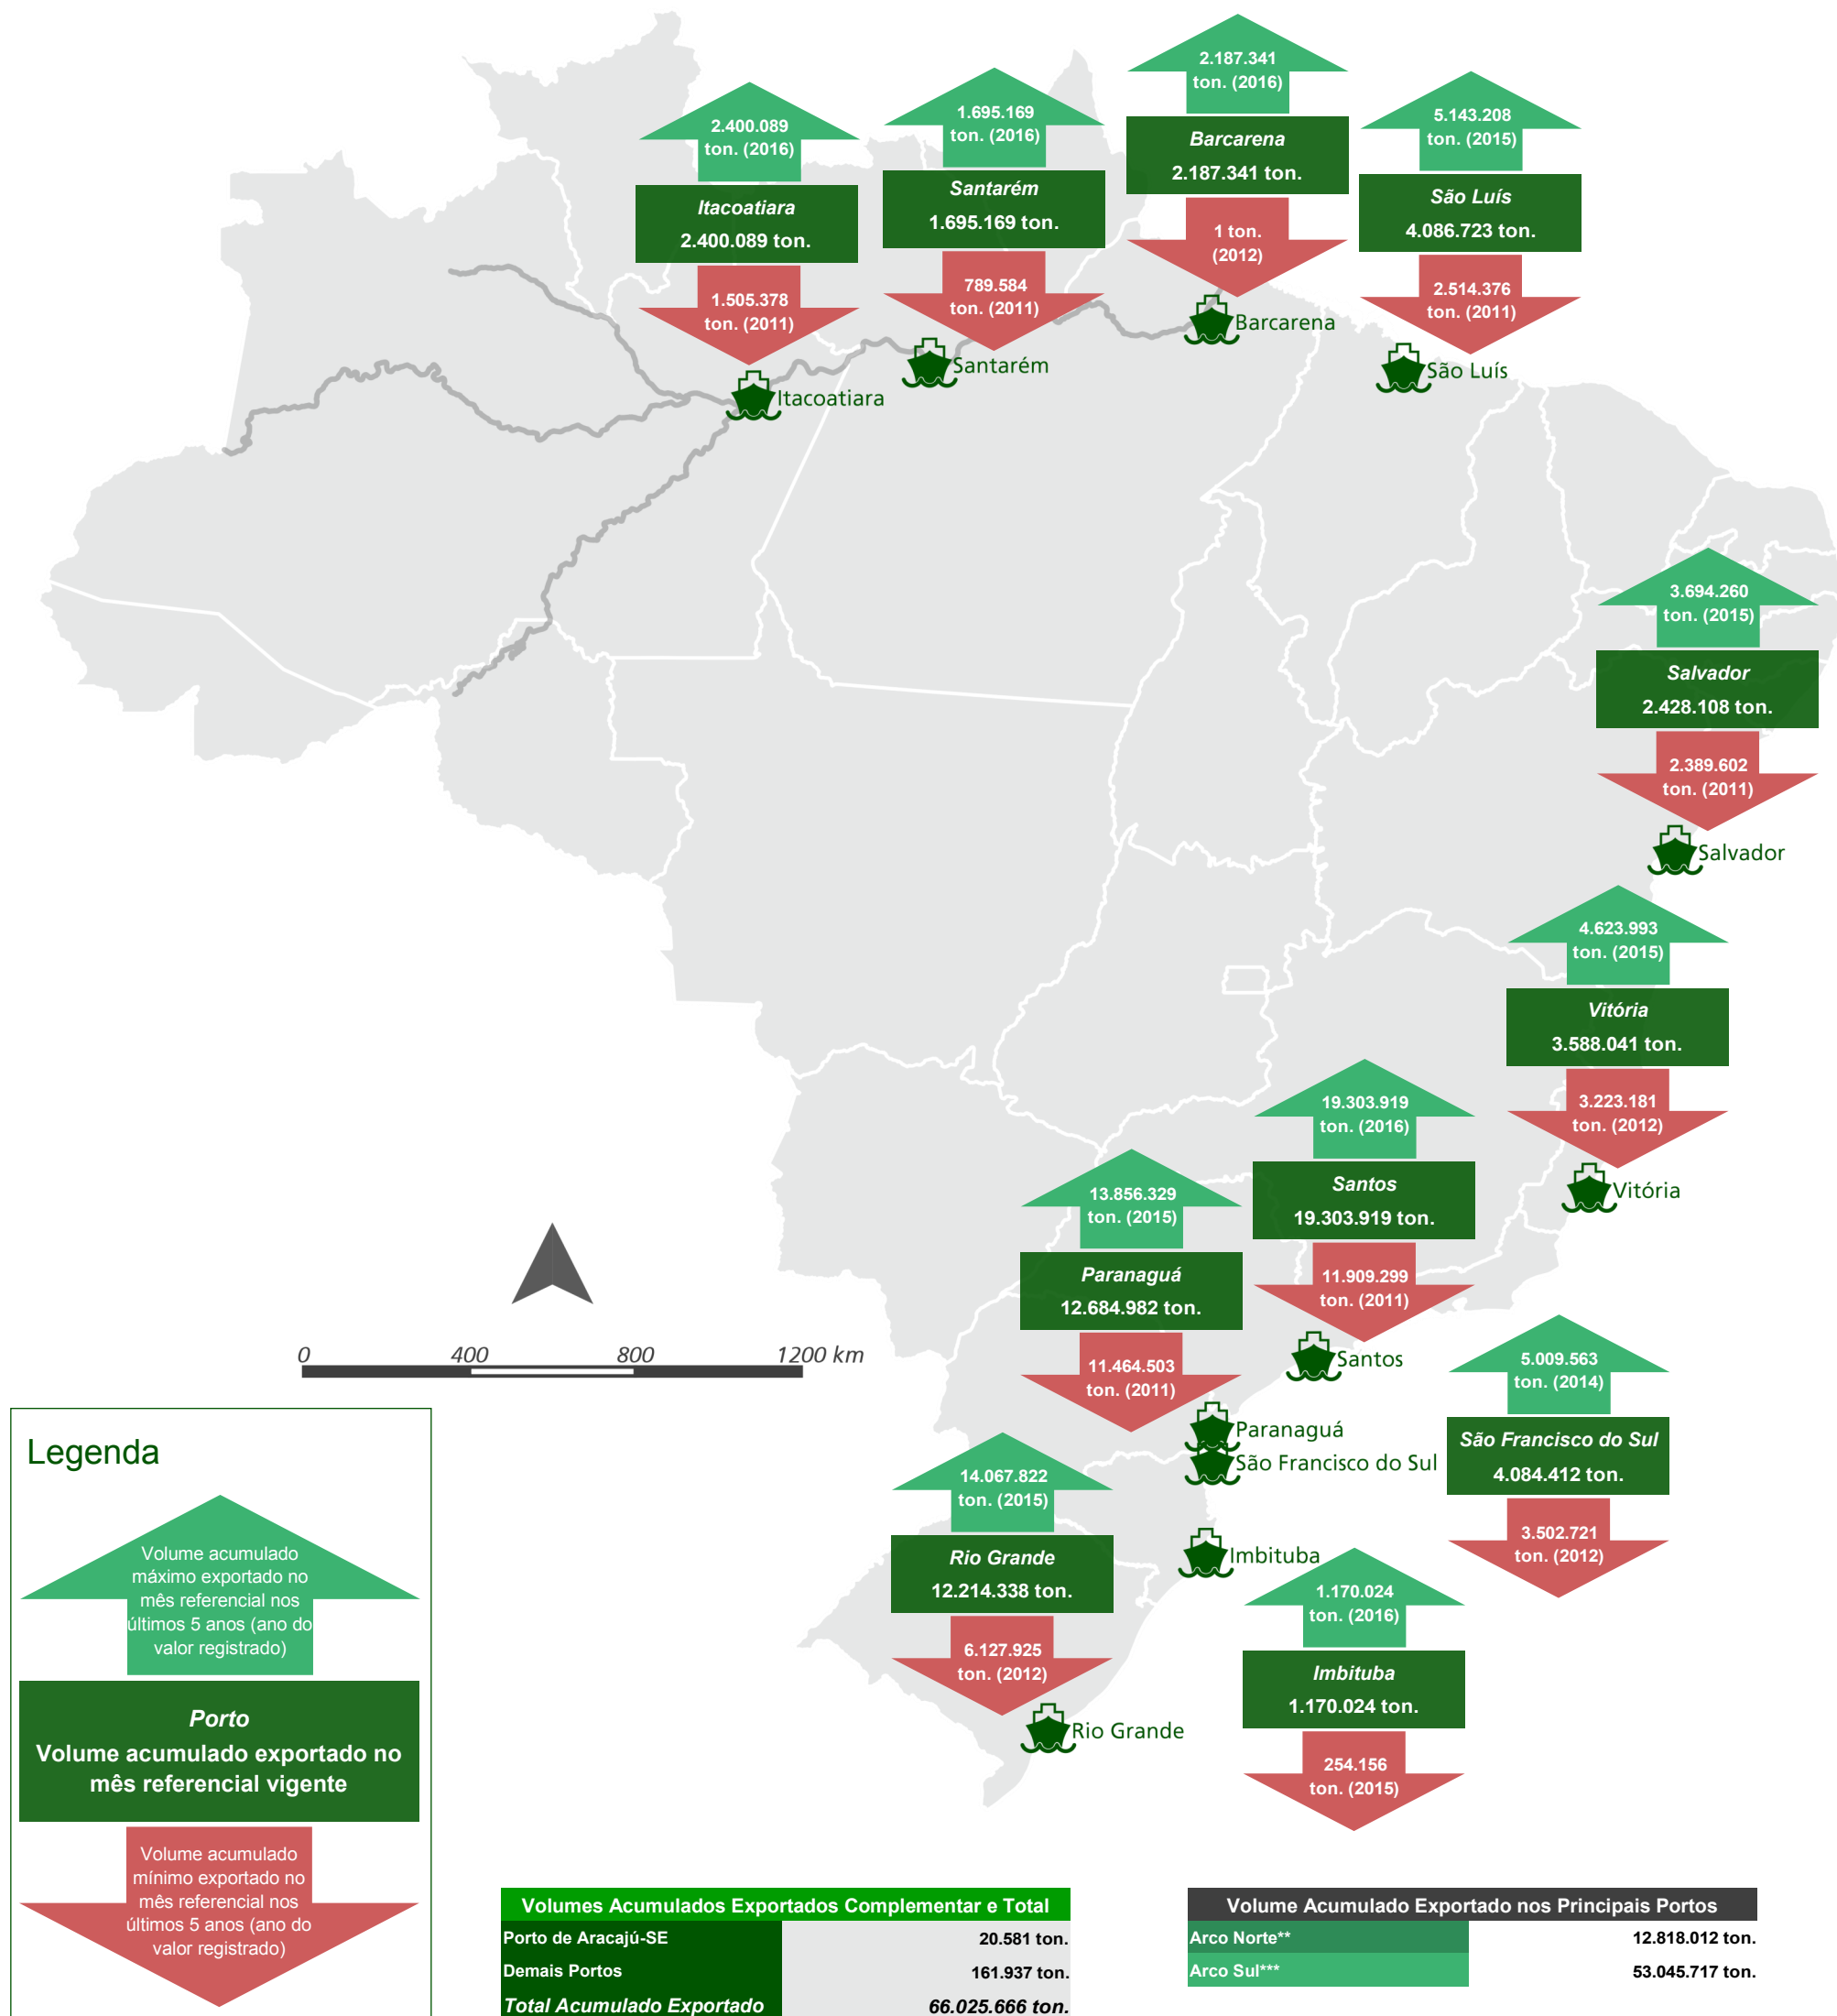 2.187.341
ton. (2016)
Barcarena
2.187.341 ton.
1 ton.
(2012)
Barcarena
1.695.169
ton. (2016)
Santarém
1.695.169 ton.
789.584
ton. (2011)
Santarém
2.400.089
ton. (2016)
Itacoatiara
2.400.089 ton.
1.505.378
ton. (2011)
Itacoatiara
5.143.208
ton. (2015)
São Luís
4.086.723 ton.
2.514.376
ton. (2011)
São Luís
3.694.260
ton. (2015)
Salvador
2.428.108 ton.
2.389.602
ton. (2011)
Salvador
4.623.993
ton. (2015)
Vitória
3.588.041 ton.
3.223.181
ton. (2012)
Vitória
19.303.919
ton. (2016)
Santos
19.303.919 ton.
11.909.299
ton. (2011)
Santos
13.856.329
ton. (2015)
Paranaguá
12.684.982 ton.
11.464.503
ton. (2011)
Paranaguá
São Francisco do Sul
5.009.563
ton. (2014)
São Francisco do Sul
4.084.412 ton.
3.502.721
ton. (2012)
14.067.822
ton. (2015)
Rio Grande
12.214.338 ton.
6.127.925
ton. (2012)
Rio Grande
Imbituba
1.170.024
ton. (2016)
Imbituba
1.170.024 ton.
254.156
ton. (2015)
0 400 800 1200 km
Legenda
Volume acumulado
máximo exportado no
mês referencial nos
últimos 5 anos (ano do
valor registrado)
Porto
Volume acumulado exportado no
mês referencial vigente
Volume acumulado
mínimo exportado no
mês referencial nos
últimos 5 anos (ano do
valor registrado)
Volumes Acumulados Exportados Complementar e Total
Porto de Aracajú-SE 20.581 ton.
Demais Portos 161.937 ton.
Total Acumulado Exportado 66.025.666 ton.
Volume Acumulado Exportado nos Principais Portos
Arco Norte** 12.818.012 ton.
Arco Sul*** 53.045.717 ton.